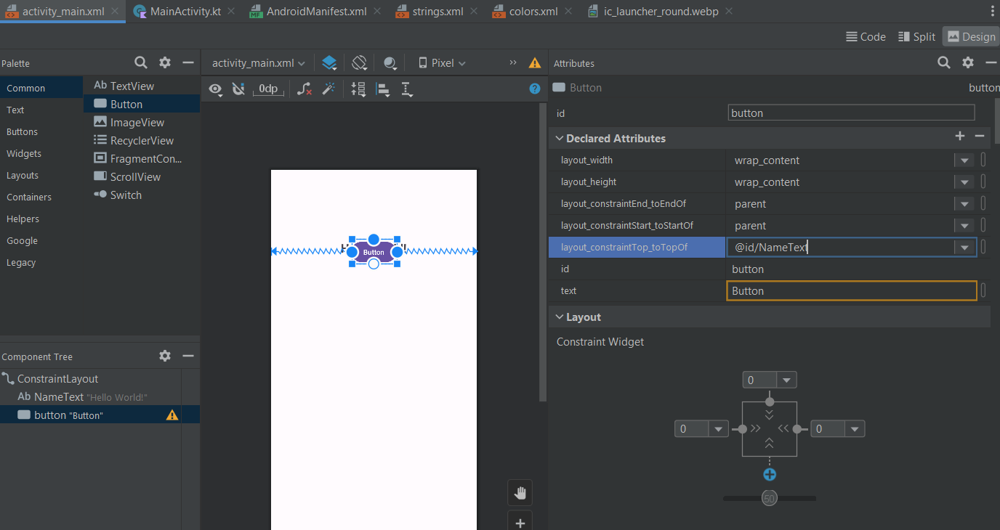 activity_main.xml
MainActivity.kt
AndroidManifest.xml
strings.xml
colors.xml
ic_launcher_round.webp
Code
Split
Design
Palette
activity_main.xml
Pixel
Attributes
Common
Text
Buttons
Widgets
Layouts
Containers
Helpers
Google
Legacy
Ab TextView
Button
ImageView
RecyclerView
FragmentCon...
ScrollView
Switch
0dp
Button
Button
button
id
button
Declared Attributes
layout_width
wrap_content
layout_height
wrap_content
layout_constraintEnd_toEndOf
parent
layout_constraintStart_toStartOf
parent
layout_constraintTop_toTopOf
@id/NameText
id
button
text
Button
Layout
Constraint Widget
0
0
0
50
Component Tree
ConstraintLayout
Ab NameText "Hello World!"
button "Button"